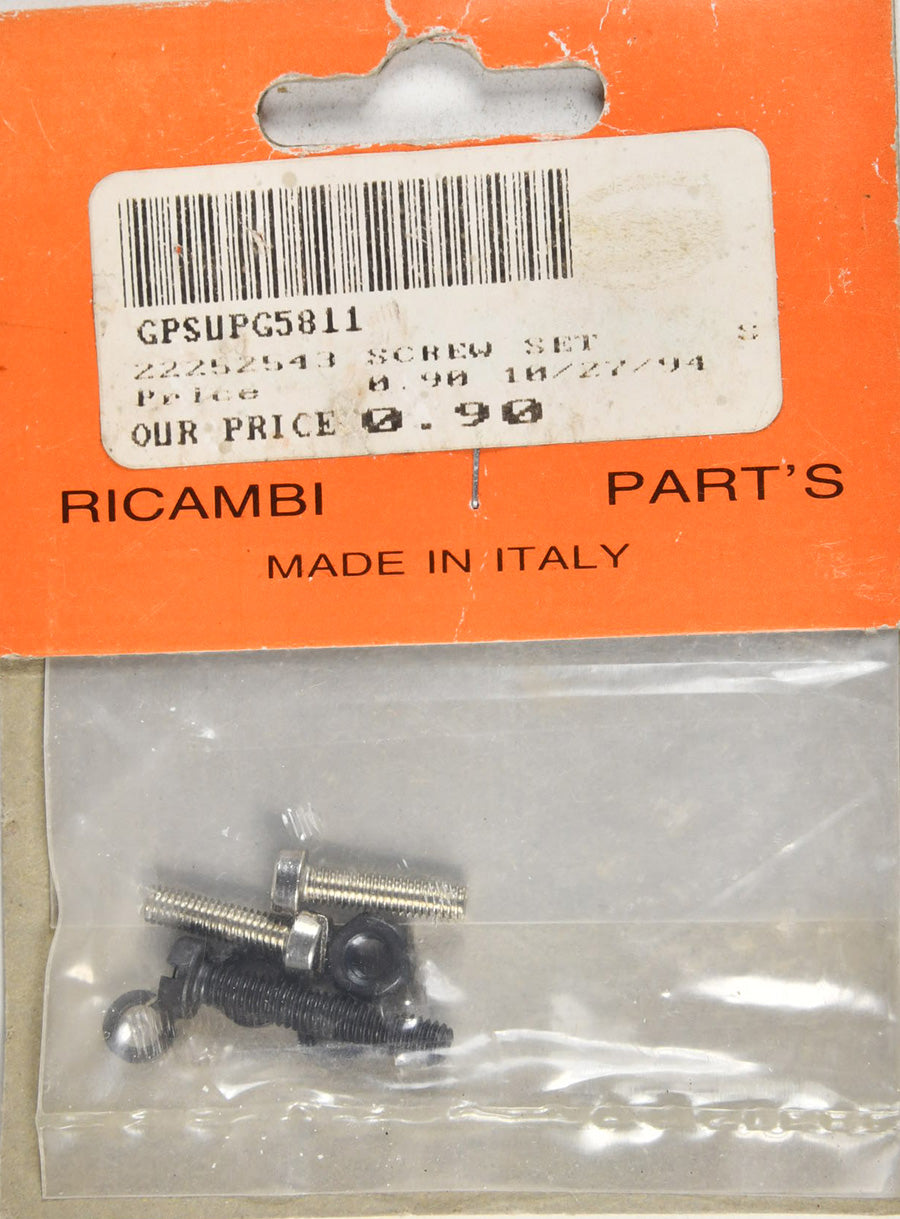 GPSUPG5811
22252543 SCREW SET S
Price 0.90 10/27/94
OUR PRICE 0.90
RICAMBI PART'S
MADE IN ITALY